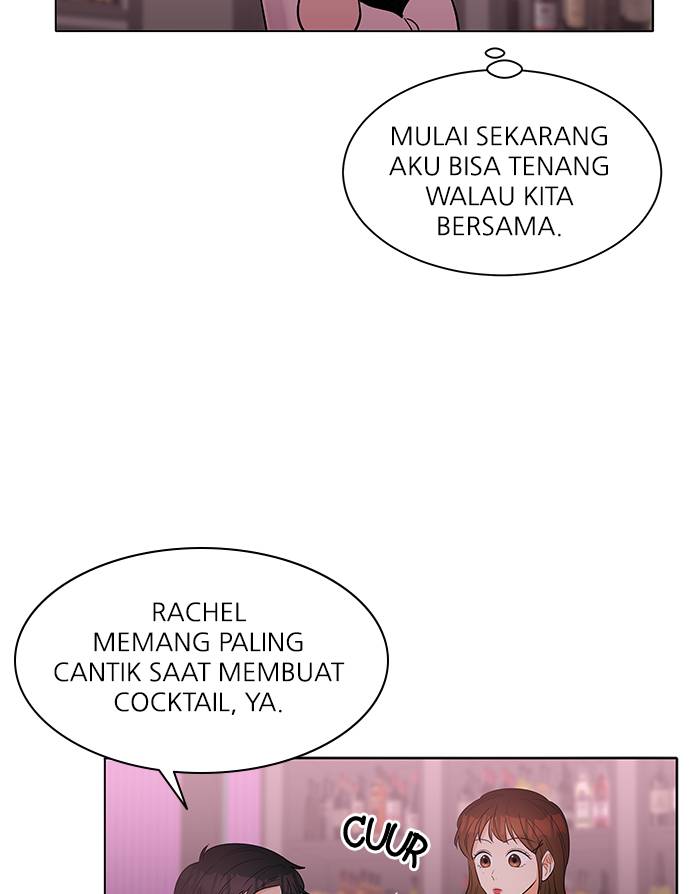 MULAI SEKARANG
AKU BISA TENANG
WALAU KITA
BERSAMA.
RACHEL
MEMANG PALING
CANTIK SAAT MEMBUAT
COCKTAIL, YA.
CUUR